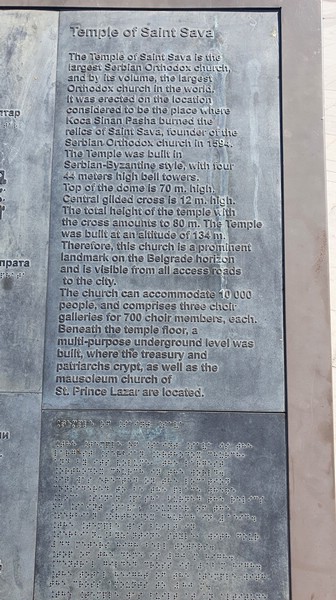 Temple of Saint Sava
The Temple of Saint Sava is the
largest Serbian Orthodox church,
and by its volume, the largest
Orthodox church in the world.
It was erected on the location
considered to be the place where
Koca Sinan Pasha burned the
relics of Saint Sava, founder of the
Serbian Orthodox church in 1594.
The Temple was built in
Serbian-Byzantine style, with four
44 meters high bell towers.
Top of the dome is 70 m. high.
Central gilded cross is 12 m. high.
The total height of the temple with
the cross amounts to 80 m. The Temple
was built at an altitude of 134 m.
Therefore, this church is a prominent
landmark on the Belgrade horizon
and is visible from all access roads
to the city.
The church can accommodate 10 000
people, and comprises three choir
galleries for 700 choir members, each.
Beneath the temple floor, a
multi-purpose underground level was
built, where the treasury and
patriarchs crypt, as well as the
mausoleum church of
St. Prince Lazar are located.